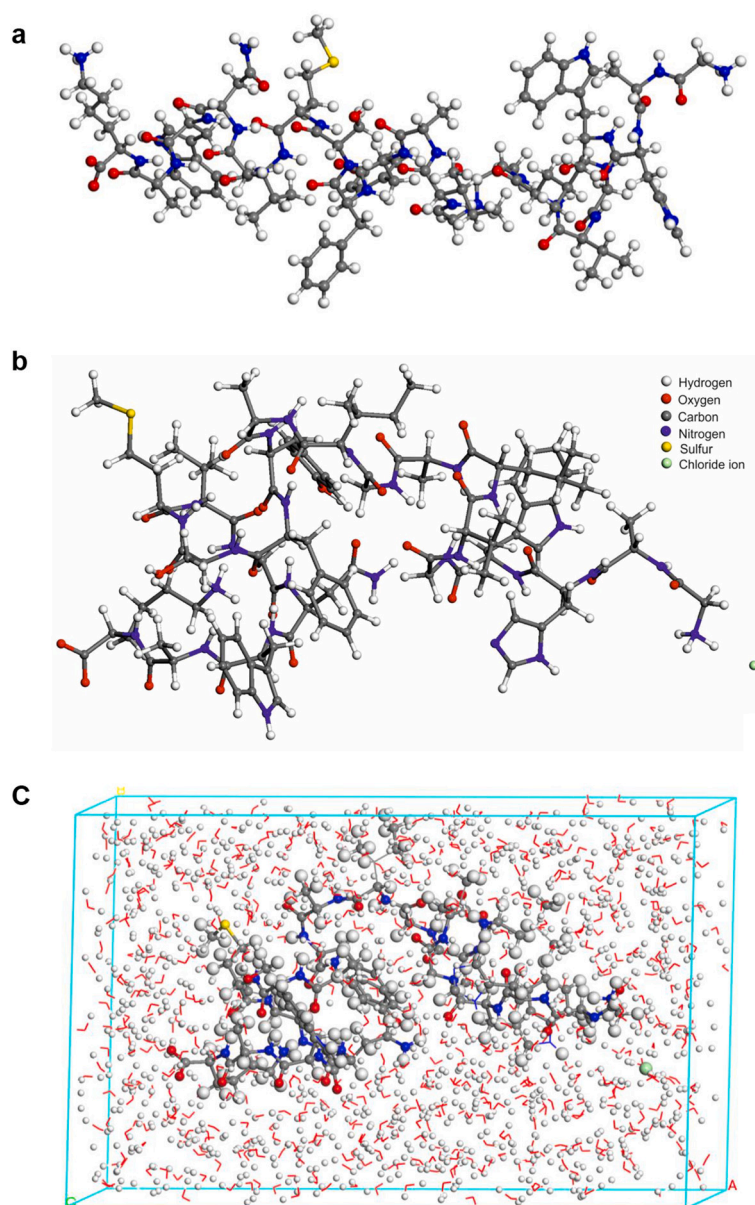 a
b
Hydrogen
Oxygen
Carbon
Nitrogen
Sulfur
Chloride ion
C
A